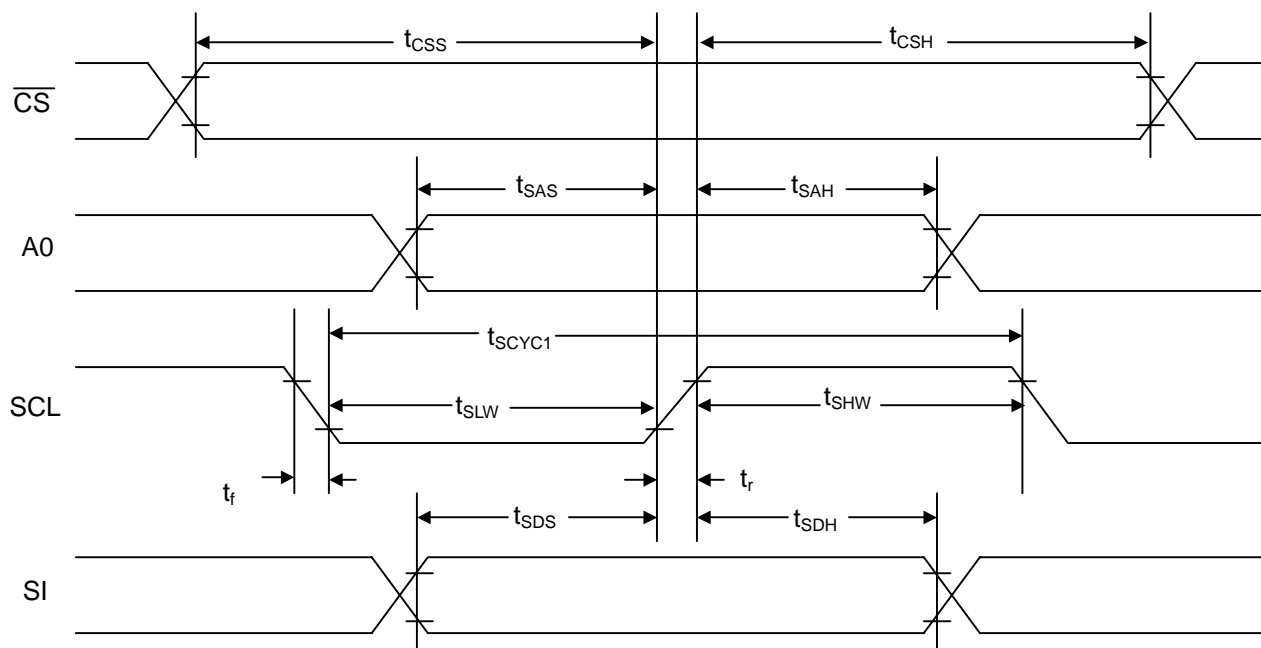 tCSS
tCSH
CS
tSAS
tSAH
A0
tSCYC1
SCL
tSLW
tSHW
tf
tr
tSDS
tSDH
SI